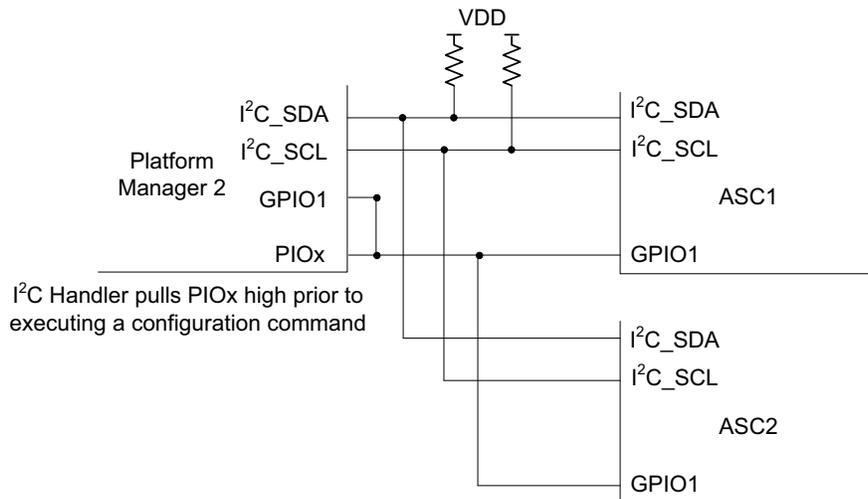 VDD
I²C_SDA
I²C_SCL
Platform
Manager 2
GPIO1
PIOx
I²C Handler pulls PIOx high prior to
executing a configuration command
I²C_SDA
I²C_SCL
ASC1
GPIO1
I²C_SDA
I²C_SCL
ASC2
GPIO1